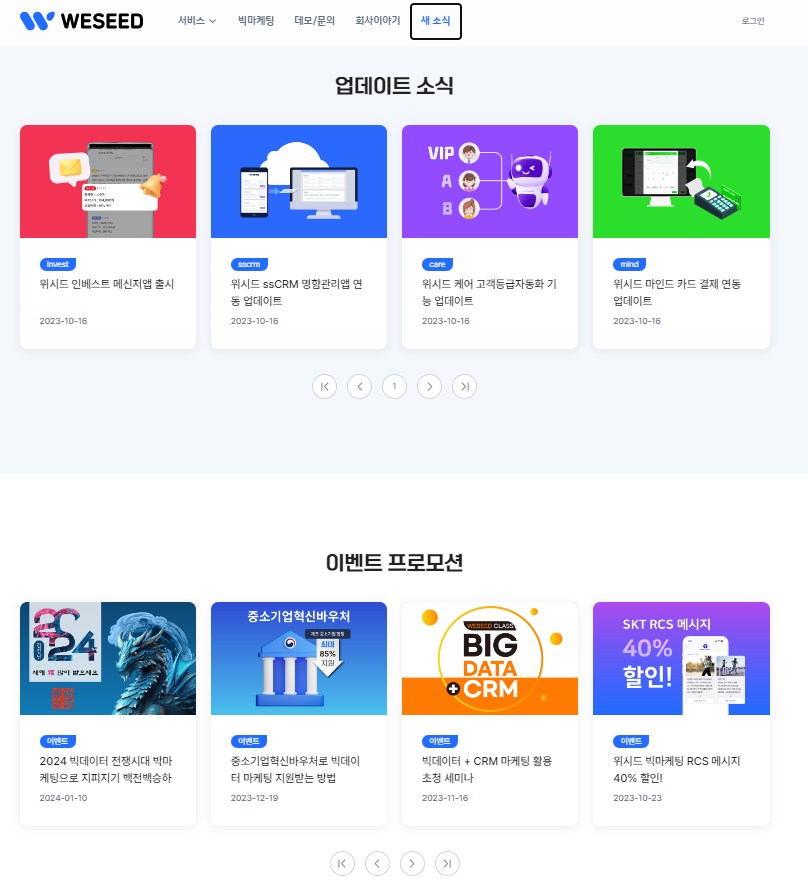 WESEED
서비스
빅마케팅
데모/문의
회사이야기
새 소식
로그인
업데이트 소식
VIP
A
B
invest
위시드 인베스트 메신저앱 출시
2023-10-16
sscrm
위시드 ssCRM 명함관리앱 연
동 업데이트
2023-10-16
care
위시드 케어 고객등급자동화 기
능 업데이트
2023-10-16
mind
위시드 마인드 카드 결제 연동
업데이트
2023-10-16
1
이벤트 프로모션
2024
새해 복 많이 받으세요
중소기업혁신바우처
최대
85%
지원
WESEED CLASS
BIG
DATA
CRM
SKT RCS 메시지
40%
할인!
이벤트
2024 빅데이터 전쟁시대 빅마
케팅으로 지피지기 백전백승하
2024-01-10
이벤트
중소기업혁신바우처로 빅데이
터 마케팅 지원받는 방법
2023-12-19
이벤트
빅데이터 + CRM 마케팅 활용
초청 세미나
2023-11-16
이벤트
위시드 빅마케팅 RCS 메시지
40% 할인!
2023-10-23